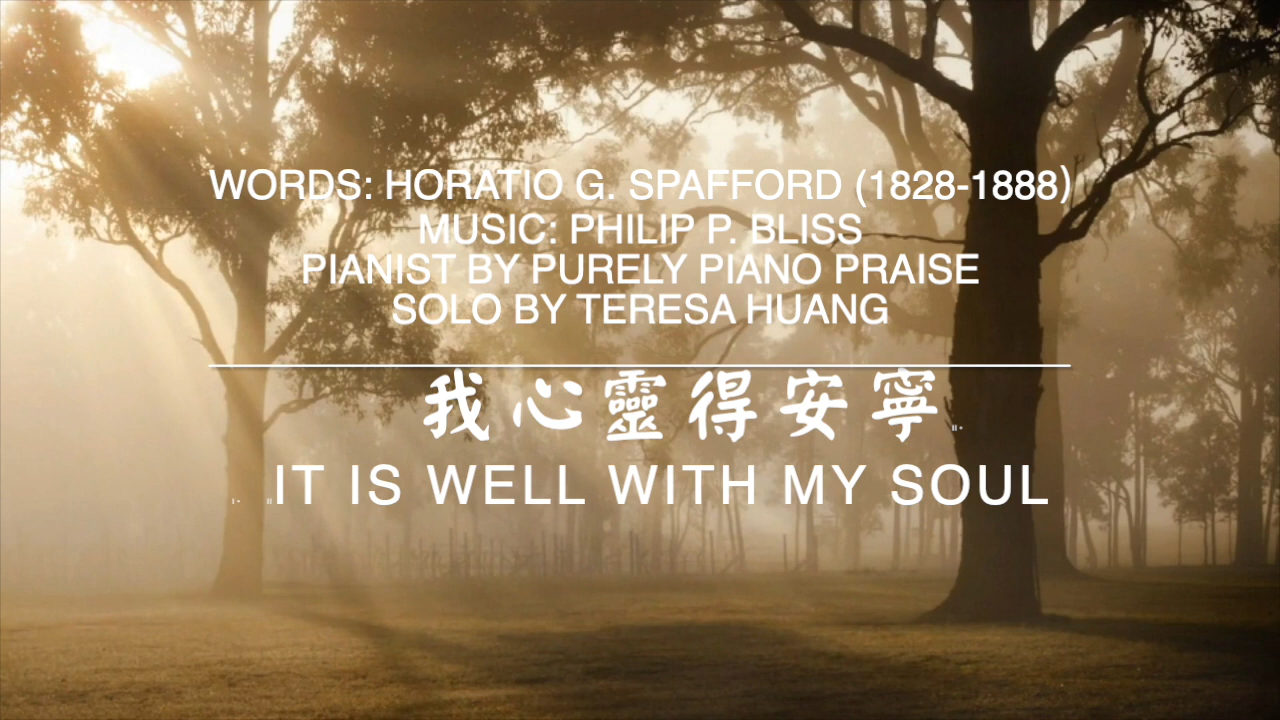 WORDS: HORATIO G. SPAFFORD (1828-1888)
MUSIC: PHILIP P. BLISS
PIANIST BY PURELY PIANO PRAISE
SOLO BY TERESA HUANG
我心靈得安寧
IT IS WELL WITH MY SOUL